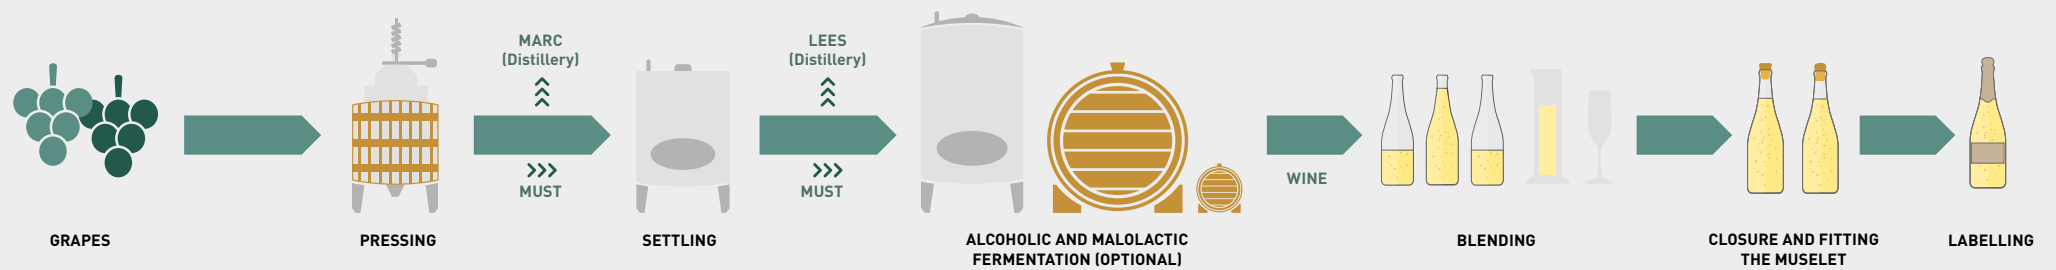 MARC
(Distillery)
LEES
(Distillery)
MUST
MUST
WINE
GRAPES
PRESSING
SETTLING
ALCOHOLIC AND MALOLACTIC
FERMENTATION (OPTIONAL)
BLENDING
CLOSURE AND FITTING
THE MUSELET
LABELLING